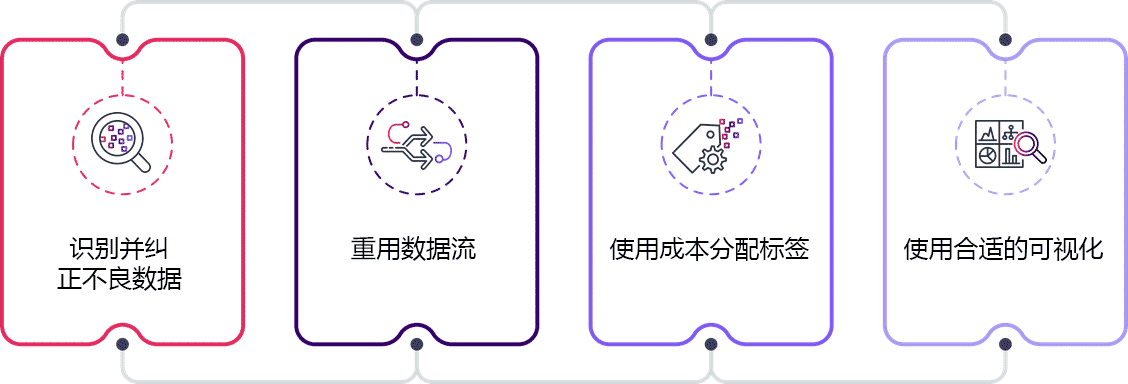 识别并纠
正不良数据
重用数据流
使用成本分配标签
使用合适的可视化